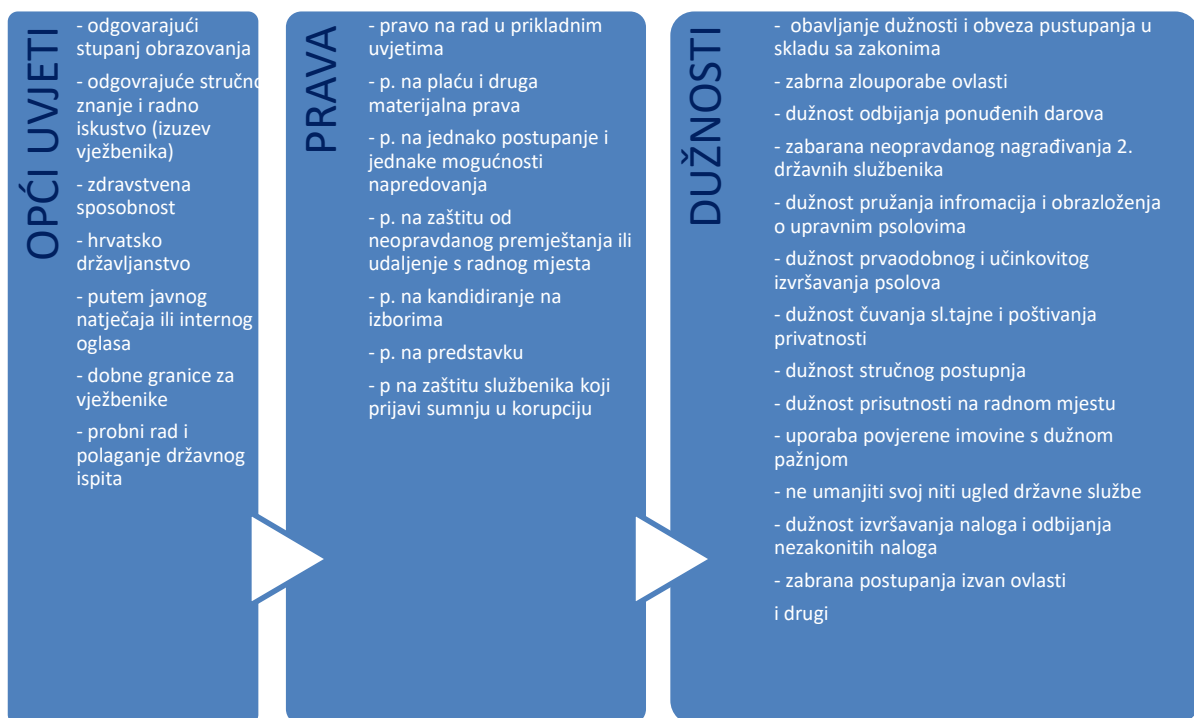 OPĆI UVJETI
- odgovarajući
stupanj obrazovanja
- odgovrajuće stručno
znanje i radno
iskustvo (izuzev
vježbenika)
- zdravstvena
sposobnost
- hrvatsko
državljanstvo
- putem javnog
natječaja ili internog
oglasa
- dobne granice za
vježbenike
- probni rad i
polaganje državnog
ispita
PRAVA
- pravo na rad u prikladnim
uvjetima
- p. na plaću i druga
materijalna prava
- p. na jednako postupanje i
jednake mogućnosti
napredovanja
- p. na zaštitu od
neopravdanog premještanja ili
udaljenje s radnog mjesta
- p. na kandidiranje na
izborima
- p. na predstavku
- p na zaštitu službenika koji
prijavi sumnju u korupciju
DUŽNOSTI
- obavljanje dužnosti i obveza pustupanja u
skladu sa zakonima
- zabrna zlouporabe ovlasti
- dužnost odbijanja ponuđenih darova
- zabarana neopravdanog nagrađivanja 2.
državnih službenika
- dužnost pružanja infromacija i obrazloženja
o upravnim psolovima
- dužnost prvaodobnog i učinkovitog
izvršavanja psolova
- dužnost čuvanja sl.tajne i poštivanja
privatnosti
- dužnost stručnog postupnja
- dužnost prisutnosti na radnom mjestu
- uporaba povjerene imovine s dužnom
pažnjom
- ne umanjiti svoj niti ugled državne službe
- dužnost izvršavanja naloga i odbijanja
nezakonitih naloga
- zabrana postupanja izvan ovlasti
i drugi